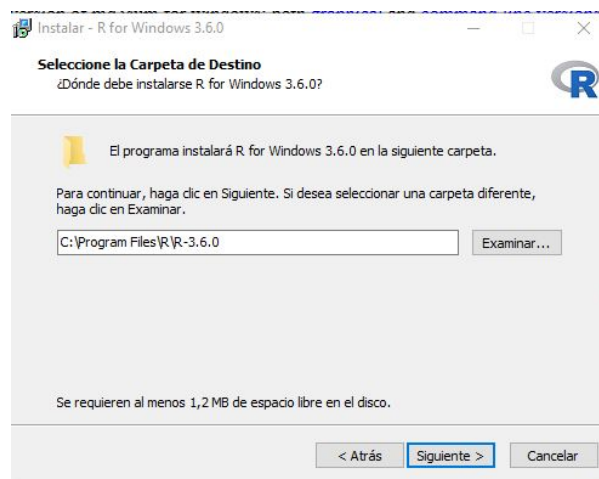 Instalar - R for Windows 3.6.0
Seleccione la Carpeta de Destino
¿Dónde debe instalarse R for Windows 3.6.0?
R
El programa instalará R for Windows 3.6.0 en la siguiente carpeta.
Para continuar, haga clic en Siguiente. Si desea seleccionar una carpeta diferente,
haga clic en Examinar.
C:\Program Files\R\R-3.6.0
Examinar...
Se requieren al menos 1,2 MB de espacio libre en el disco.
< Atrás Siguiente > Cancelar